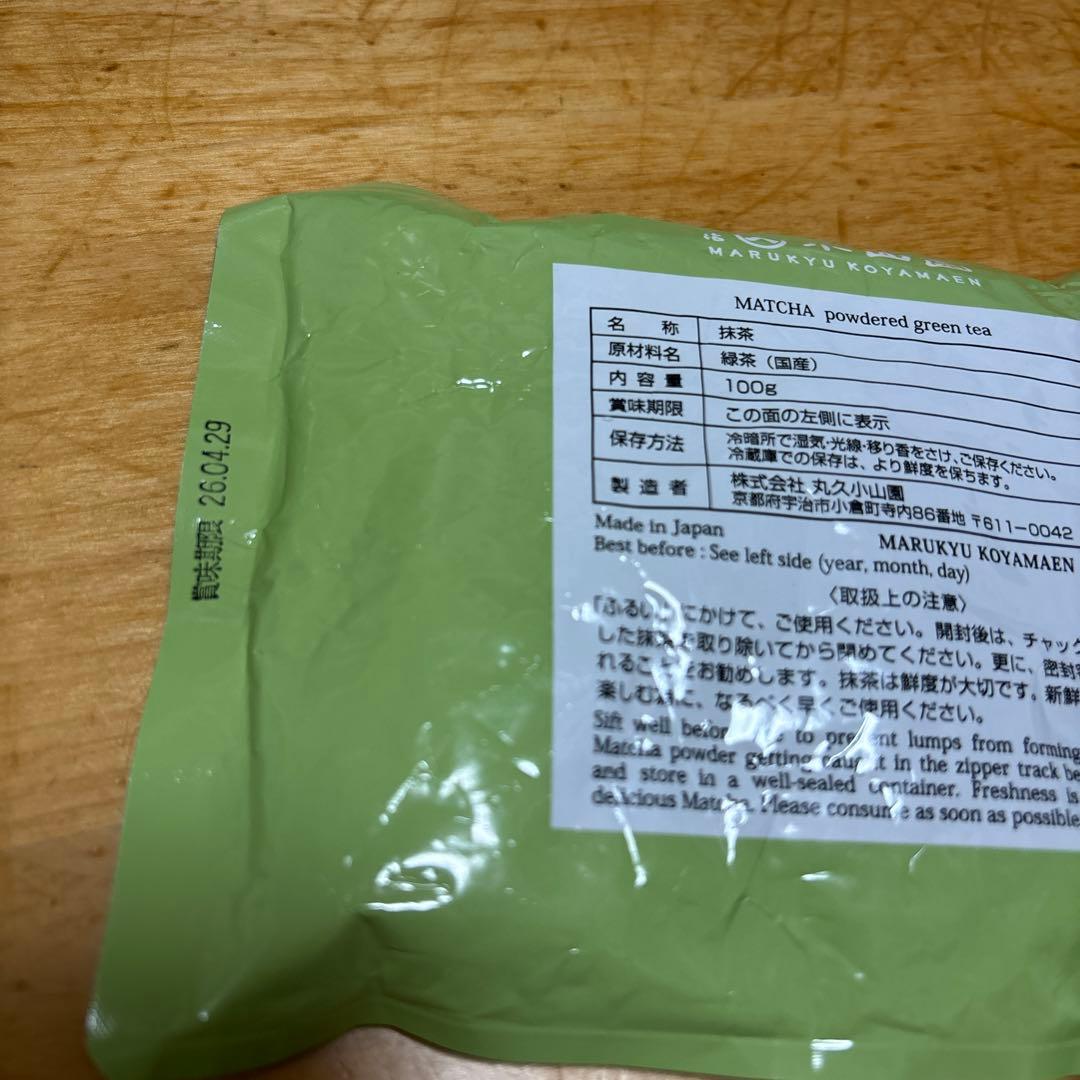 MARUKYU KOYAMAEN
MATCHA powdered green tea
名称 抹茶
原材料名 緑茶（国産）
内容量 100g
賞味期限 この面の左側に表示
保存方法 冷暗所で湿気・光線・移り香をさけ、ご保存ください。
冷蔵庫での保存は、より鮮度を保ちます。
製造者 株式会社 丸久小山園
京都府宇治市小倉町寺内86番地 〒611-0042
Made in Japan
MARUKYU KOYAMAEN
Best before : See left side (year, month, day)
〈取扱上の注意〉
にかけて、ご使用ください。開封後は、チャック
した抹茶を取り除いてから閉めてください。更に、密封
れることをお勧めします。抹茶は鮮度が大切です。新鮮
楽しむ為に、なるべく早くご使用ください。
Sift well to prevent lumps from forming
Matcha powder getting caught in the zipper track be
and store in a well-sealed container. Freshness is
delicious Matcha. Please consume as soon as possible
賞味期限 26.04.29